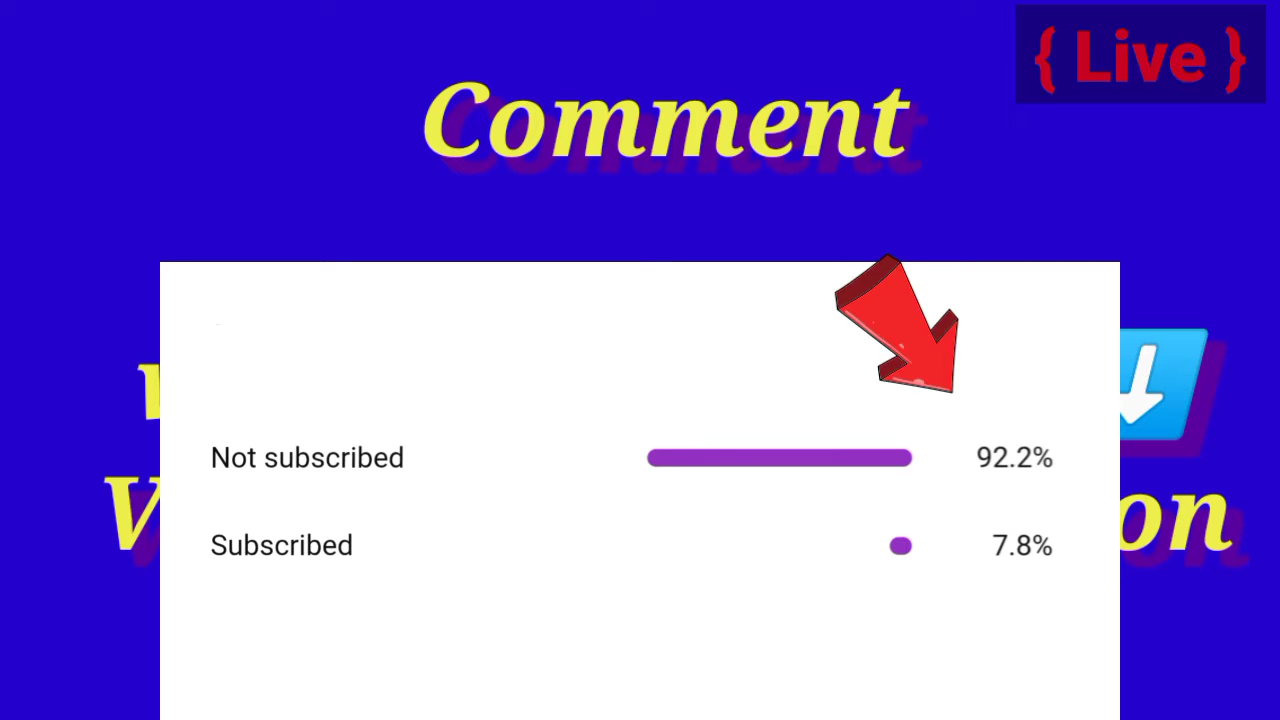 { Live }
Comment
Not subscribed 92.2%
Subscribed 7.8%